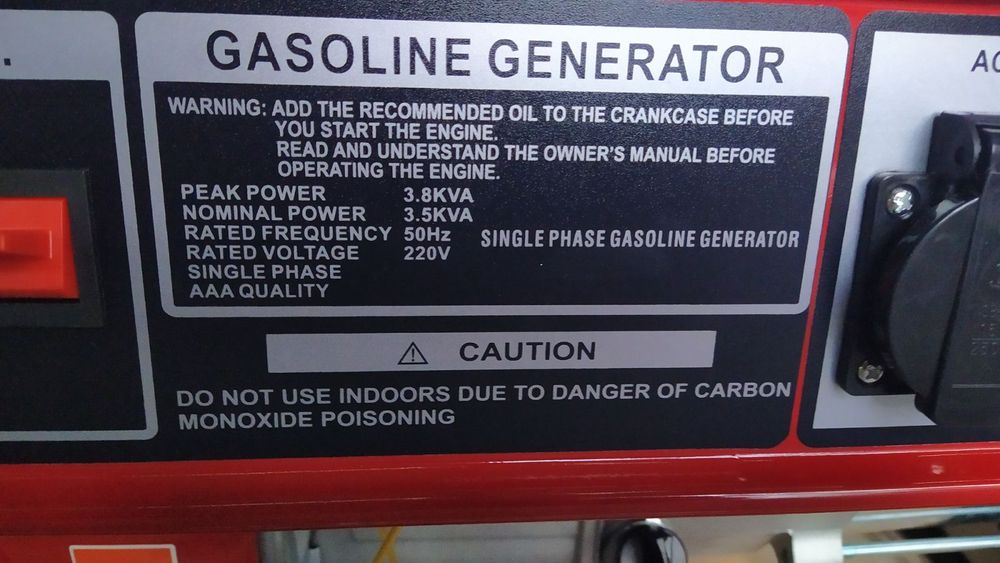 GASOLINE GENERATOR
WARNING: ADD THE RECOMMENDED OIL TO THE CRANKCASE BEFORE
YOU START THE ENGINE.
READ AND UNDERSTAND THE OWNER'S MANUAL BEFORE
OPERATING THE ENGINE.
PEAK POWER 3.8KVA
NOMINAL POWER 3.5KVA
RATED FREQUENCY 50Hz
RATED VOLTAGE 220V
SINGLE PHASE
AAA QUALITY
SINGLE PHASE GASOLINE GENERATOR
CAUTION
DO NOT USE INDOORS DUE TO DANGER OF CARBON
MONOXIDE POISONING